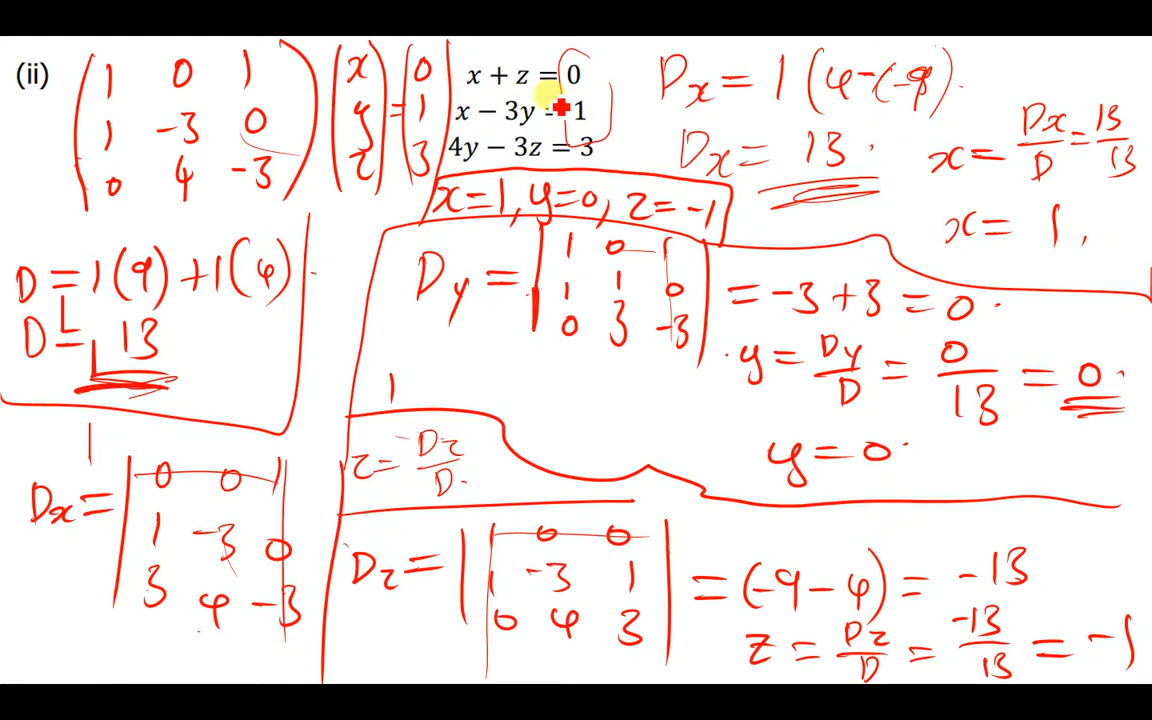 (ii) (1 0 1 / 1 -3 0 / 0 4 -3) (x / y / z) = (0 / 1 / 3)
x + z = 0
x − 3y = 1
4y − 3z = 3
x=1, y=0, z=-1
Dx = 1(4-(-9)).
Dx = 13.
x = Dx/D = 13/13
x = 1,
D = 1(9) + 1(4)
D = 13
Dy = |1 0 1 / 1 1 0 / 0 3 -3| = -3+3 = 0.
y = Dy/D = 0/13 = 0.
y = 0.
1
z = Dz/D.
1
Dx = |0 0 1 / 1 -3 0 / 3 4 -3|
Dz = |1 0 0 / 1 -3 1 / 0 4 3| = (-9-4) = -13
z = Dz/D = -13/13 = -1